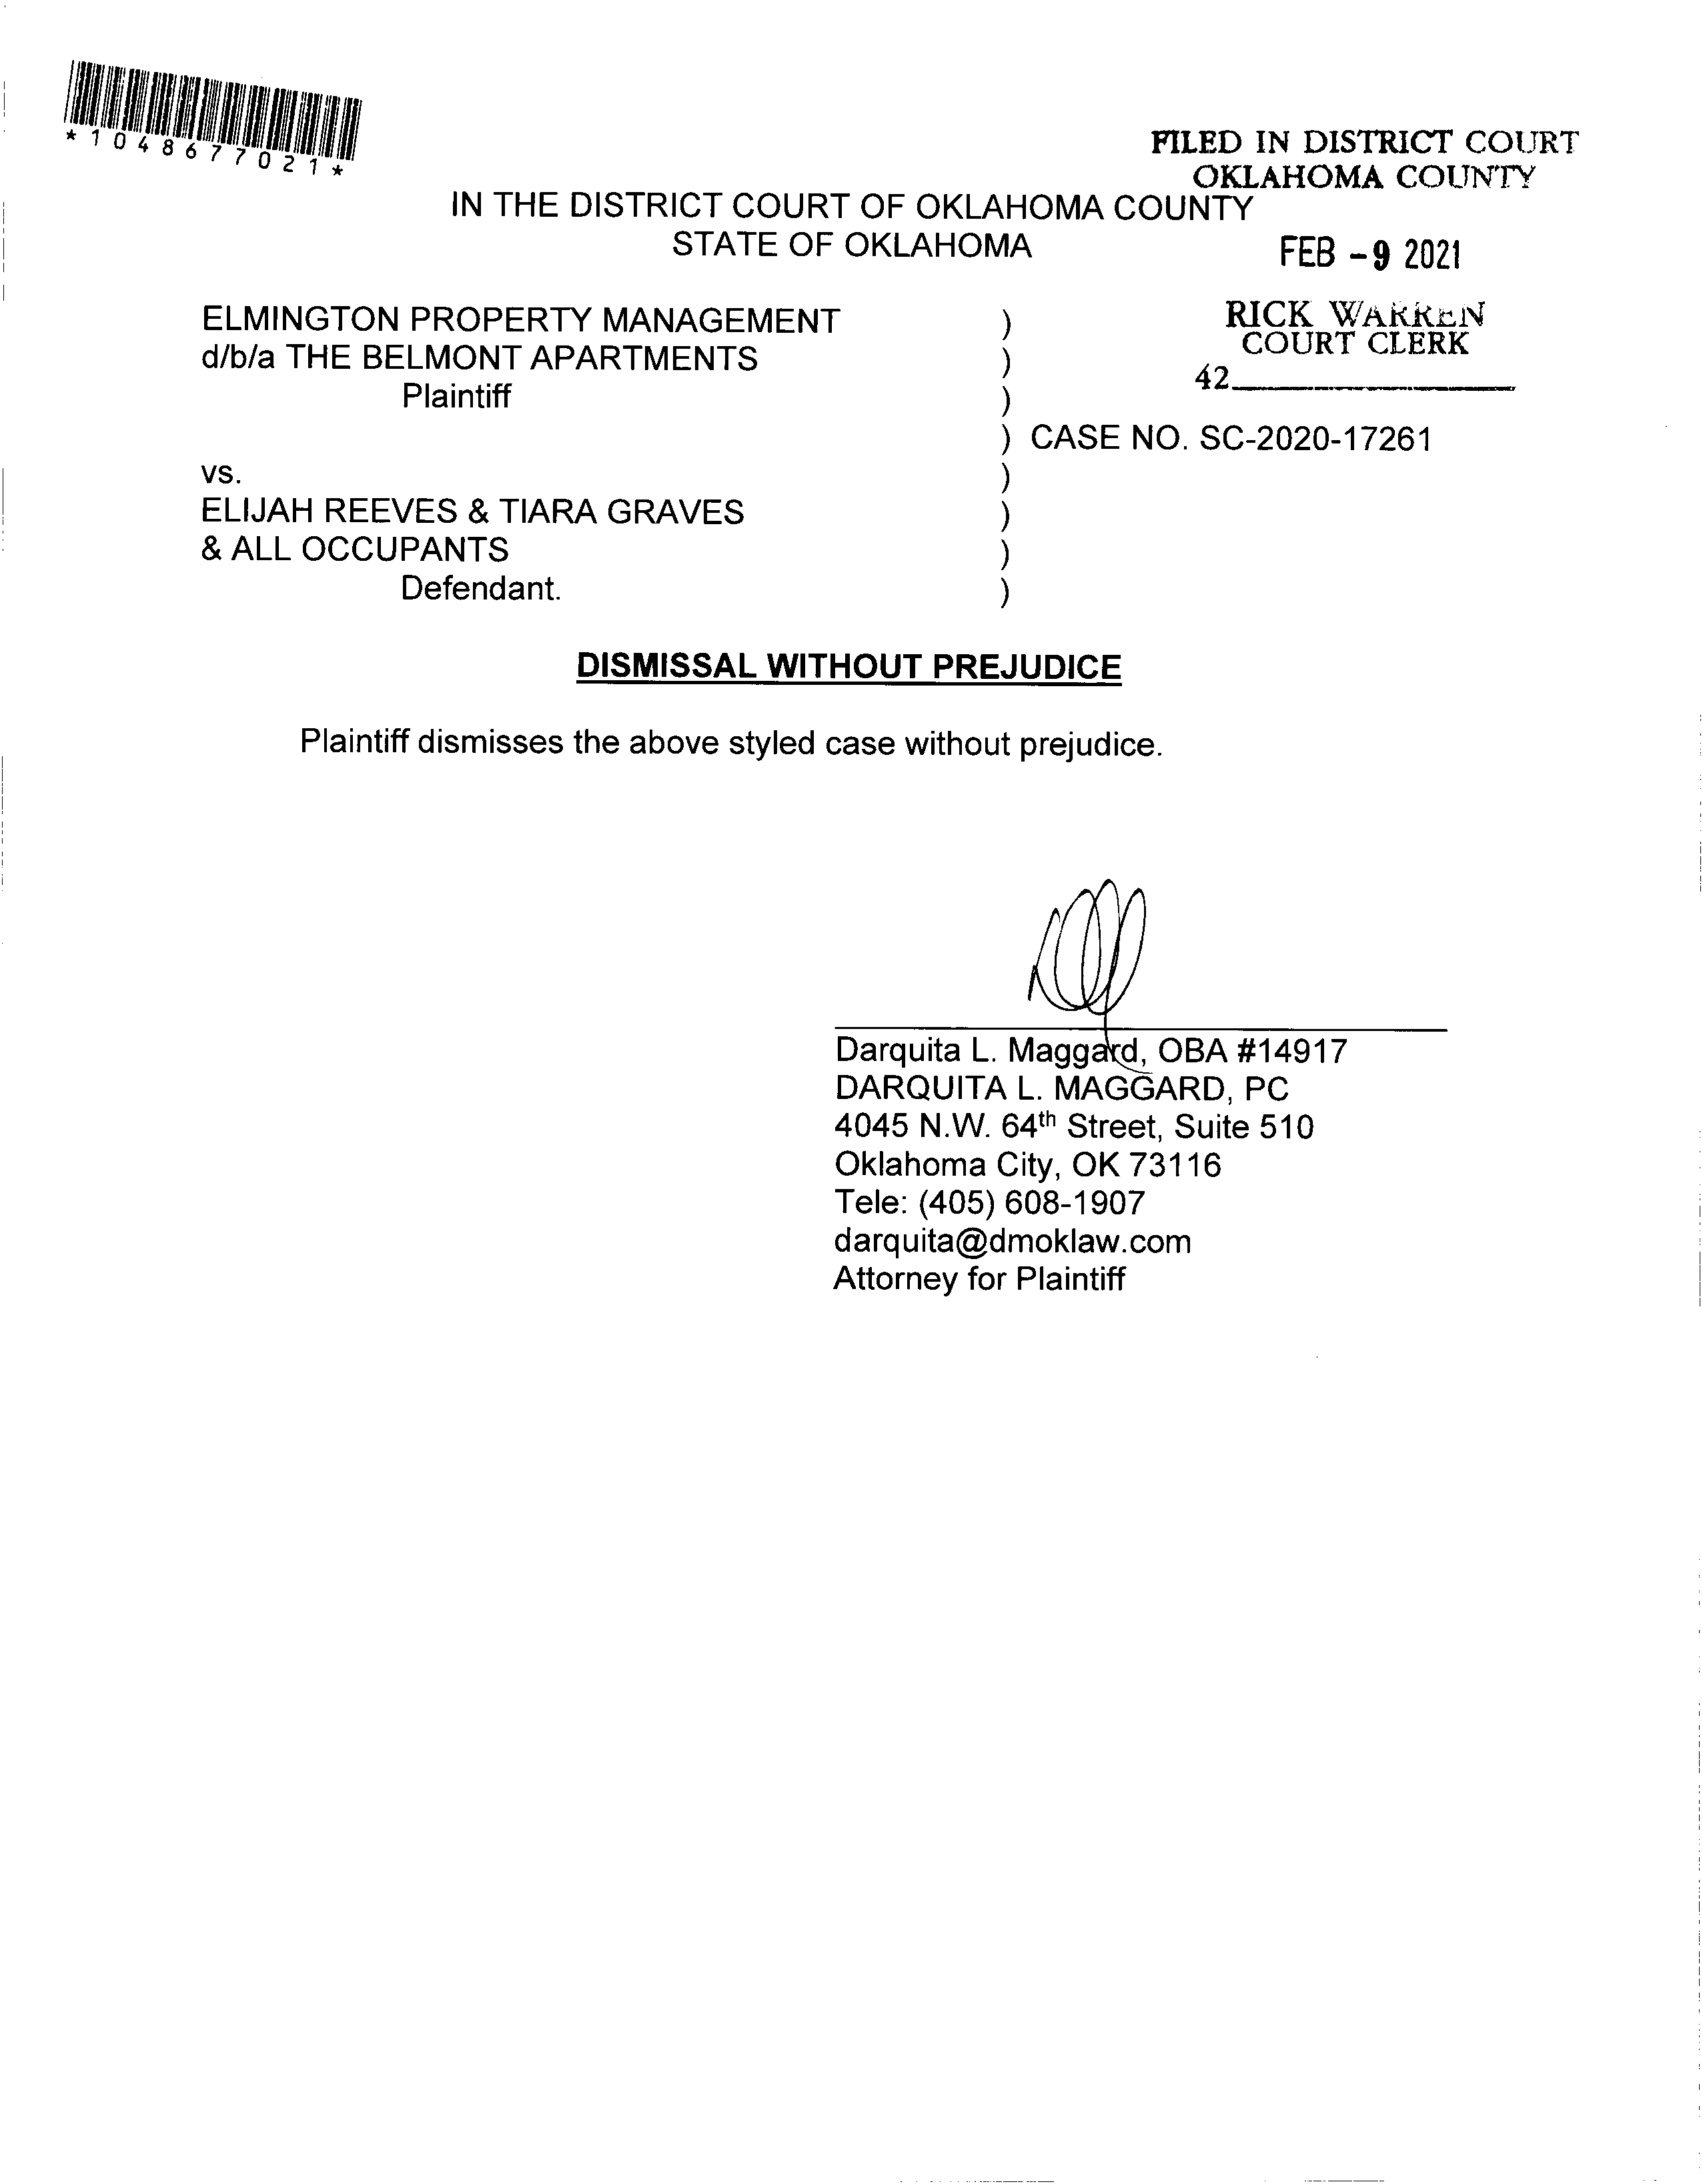 *1048677021*
FILED IN DISTRICT COURT
OKLAHOMA COUNTY
IN THE DISTRICT COURT OF OKLAHOMA COUNTY
STATE OF OKLAHOMA
FEB -9 2021
RICK WARREN
COURT CLERK
42
ELMINGTON PROPERTY MANAGEMENT )
d/b/a THE BELMONT APARTMENTS )
Plaintiff )
) CASE NO. SC-2020-17261
vs. )
ELIJAH REEVES & TIARA GRAVES )
& ALL OCCUPANTS )
Defendant. )
DISMISSAL WITHOUT PREJUDICE
Plaintiff dismisses the above styled case without prejudice.
Darquita L. Maggard, OBA #14917
DARQUITA L. MAGGARD, PC
4045 N.W. 64th Street, Suite 510
Oklahoma City, OK 73116
Tele: (405) 608-1907
darquita@dmoklaw.com
Attorney for Plaintiff